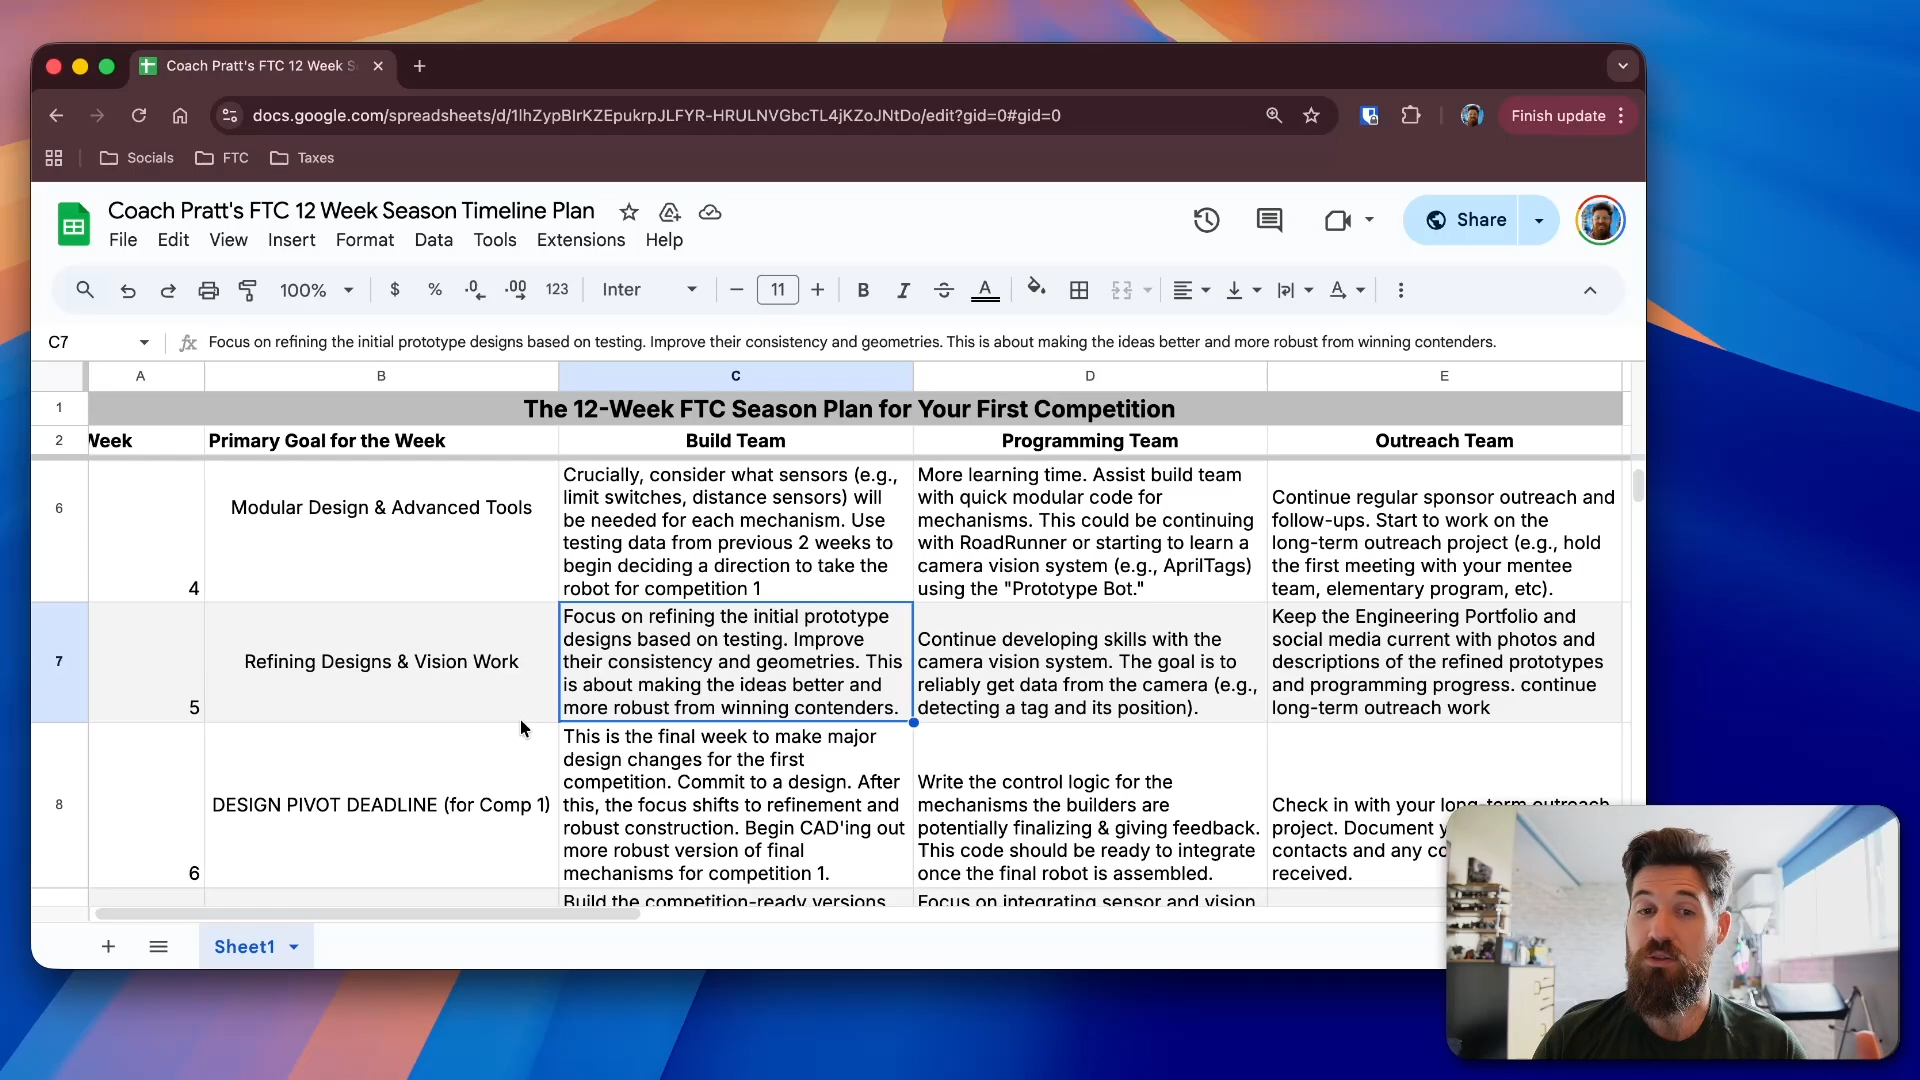 Coach Pratt's FTC 12 Week S
docs.google.com/spreadsheets/d/1lhZypBIrKZEpukrpJLFYR-HRULNVGbcTL4jKZoJNtDo/edit?gid=0#gid=0
Finish update
Socials FTC Taxes
Coach Pratt's FTC 12 Week Season Timeline Plan
File Edit View Insert Format Data Tools Extensions Help
Share
100% $ % .0 .00 123 Inter 11 B I A A
C7 fx Focus on refining the initial prototype designs based on testing. Improve their consistency and geometries. This is about making the ideas better and more robust from winning contenders.
A B C D E
1 The 12-Week FTC Season Plan for Your First Competition
2 Week Primary Goal for the Week Build Team Programming Team Outreach Team
6
4
Modular Design & Advanced Tools
Crucially, consider what sensors (e.g.,
limit switches, distance sensors) will
be needed for each mechanism. Use
testing data from previous 2 weeks to
begin deciding a direction to take the
robot for competition 1
More learning time. Assist build team
with quick modular code for
mechanisms. This could be continuing
with RoadRunner or starting to learn a
camera vision system (e.g., AprilTags)
using the "Prototype Bot."
Continue regular sponsor outreach and
follow-ups. Start to work on the
long-term outreach project (e.g., hold
the first meeting with your mentee
team, elementary program, etc).
7
5
Refining Designs & Vision Work
Focus on refining the initial prototype
designs based on testing. Improve
their consistency and geometries. This
is about making the ideas better and
more robust from winning contenders.
Continue developing skills with the
camera vision system. The goal is to
reliably get data from the camera (e.g.,
detecting a tag and its position).
Keep the Engineering Portfolio and
social media current with photos and
descriptions of the refined prototypes
and programming progress. continue
long-term outreach work
8
6
DESIGN PIVOT DEADLINE (for Comp 1)
This is the final week to make major
design changes for the first
competition. Commit to a design. After
this, the focus shifts to refinement and
robust construction. Begin CAD'ing out
more robust version of final
mechanisms for competition 1.
Write the control logic for the
mechanisms the builders are
potentially finalizing & giving feedback.
This code should be ready to integrate
once the final robot is assembled.
Check in with your long-term outreach
project. Document
contacts and any
received.
Build the competition-ready versions
Focus on integrating sensor and vision
Sheet1